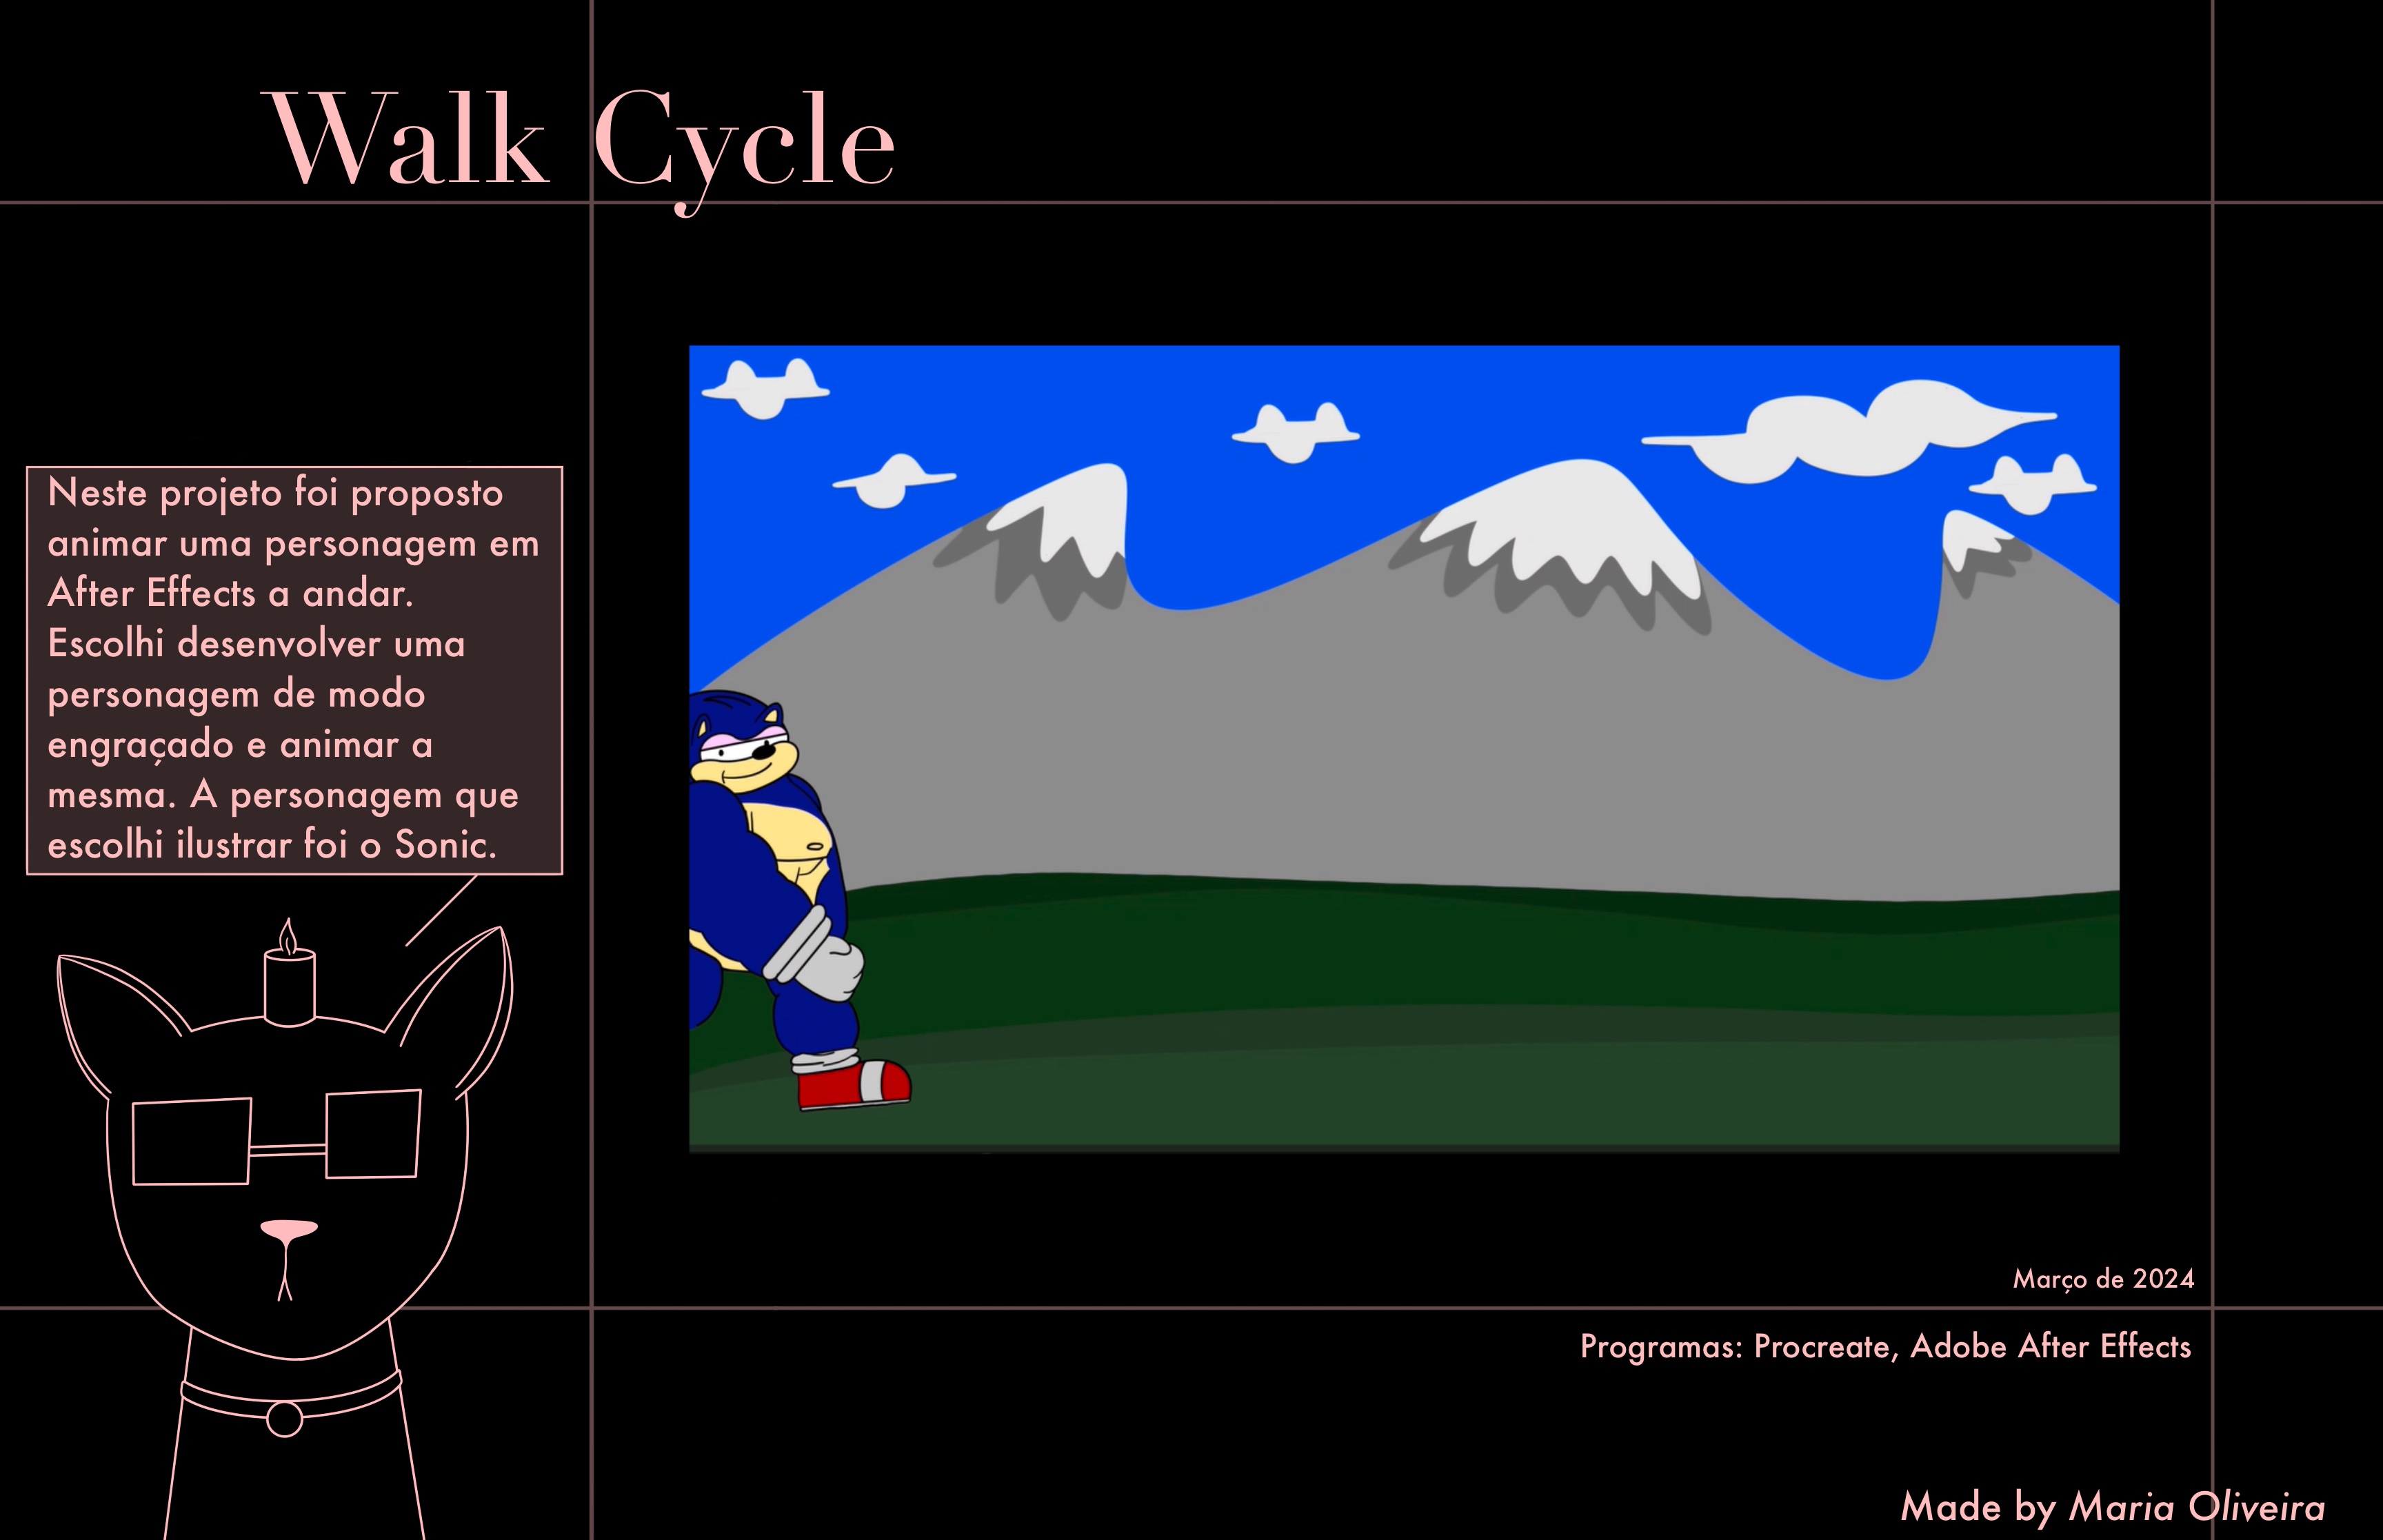 Walk Cycle
Neste projeto foi proposto
animar uma personagem em
After Effects a andar.
Escolhi desenvolver uma
personagem de modo
engraçado e animar a
mesma. A personagem que
escolhi ilustrar foi o Sonic.
Março de 2024
Programas: Procreate, Adobe After Effects
Made by Maria Oliveira